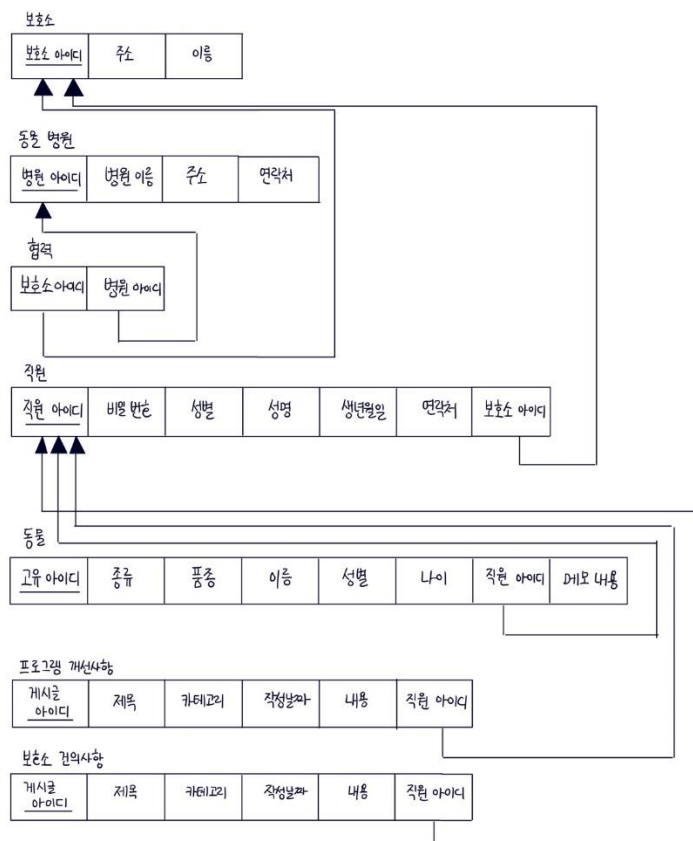 보호소
보호소 아이디 주소 이름
동물 병원
병원 아이디 병원 이름 주소 연락처
협력
보호소 아이디 병원 아이디
직원
직원 아이디 비밀 번호 성별 성명 생년월일 연락처 보호소 아이디
동물
고유 아이디 종류 품종 이름 성별 나이 직원 아이디 메모 내용
프로그램 개선사항
게시글 아이디 제목 카테고리 작성날짜 내용 직원 아이디
보호소 건의사항
게시글 아이디 제목 카테고리 작성날짜 내용 직원 아이디